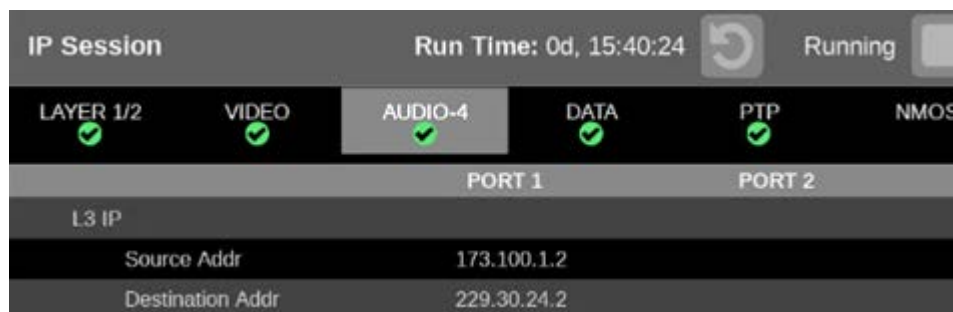 IP Session Run Time: 0d, 15:40:24 Running
LAYER 1/2 VIDEO AUDIO-4 DATA PTP NMOS
PORT 1 PORT 2
L3 IP
Source Addr 173.100.1.2
Destination Addr 229.30.24.2